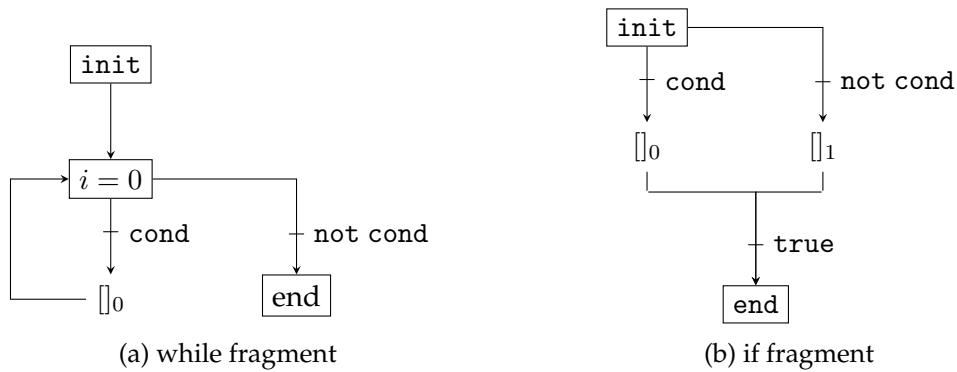 init
i = 0
cond
not cond
[]₀
end
(a) while fragment
init
cond
not cond
[]₀
[]₁
true
end
(b) if fragment